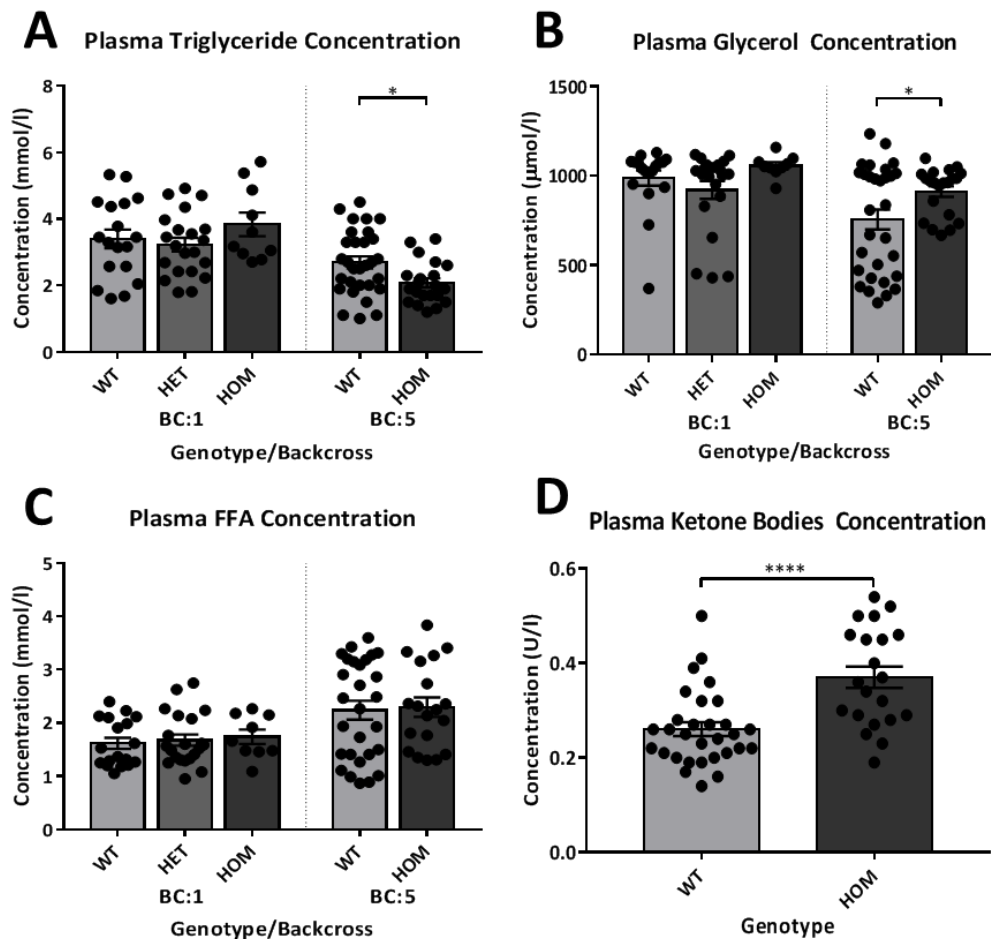 A
Plasma Triglyceride Concentration
Concentration (mmol/l)
8
6
4
2
0
*
WT
HET
HOM
WT
HOM
BC:1
BC:5
Genotype/Backcross
B
Plasma Glycerol Concentration
Concentration (µmol/l)
1500
1000
500
0
*
WT
HET
HOM
WT
HOM
BC:1
BC:5
Genotype/Backcross
C
Plasma FFA Concentration
Concentration (mmol/l)
5
4
3
2
1
0
WT
HET
HOM
WT
HOM
BC:1
BC:5
Genotype/Backcross
D
Plasma Ketone Bodies Concentration
Concentration (U/l)
0.6
0.4
0.2
0.0
****
WT
HOM
Genotype